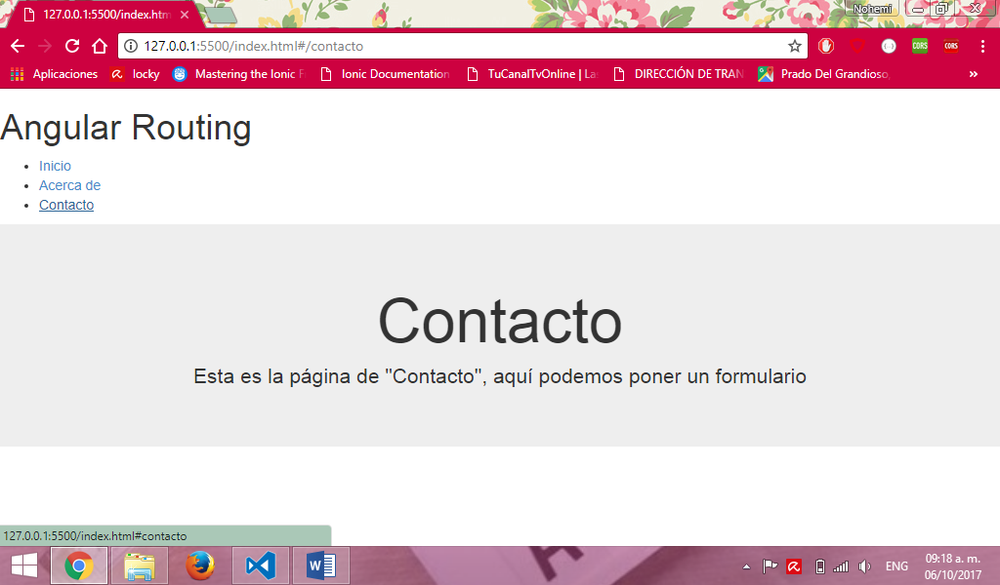 127.0.0.1:5500/index.htm
Nohemí
127.0.0.1:5500/index.html#/contacto
Aplicaciones
locky
Mastering the Ionic F
Ionic Documentation
TuCanalTvOnline | La
DIRECCIÓN DE TRAN
Prado Del Grandioso,
CORS
CORS
Angular Routing
Inicio
Acerca de
Contacto
Contacto
Esta es la página de "Contacto", aquí podemos poner un formulario
127.0.0.1:5500/index.html#contacto
ENG
09:18 a. m.
06/10/2017